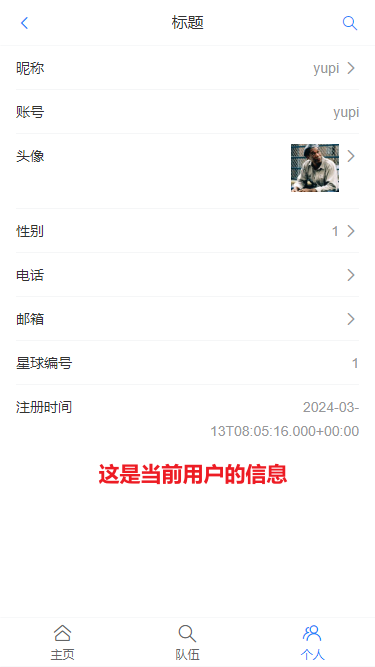 标题
昵称 yupi
账号 yupi
头像
性别 1
电话
邮箱
星球编号 1
注册时间 2024-03-
13T08:05:16.000+00:00
这是当前用户的信息
主页 队伍 个人